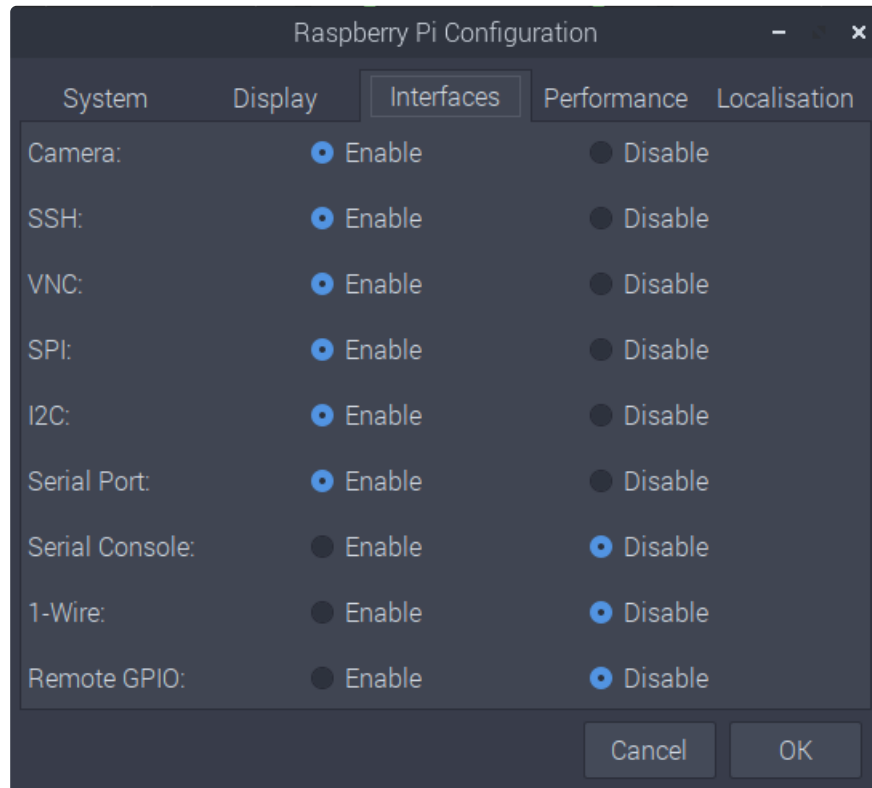 Raspberry Pi Configuration
System Display Interfaces Performance Localisation
Camera: Enable Disable
SSH: Enable Disable
VNC: Enable Disable
SPI: Enable Disable
I2C: Enable Disable
Serial Port: Enable Disable
Serial Console: Enable Disable
1-Wire: Enable Disable
Remote GPIO: Enable Disable
Cancel OK